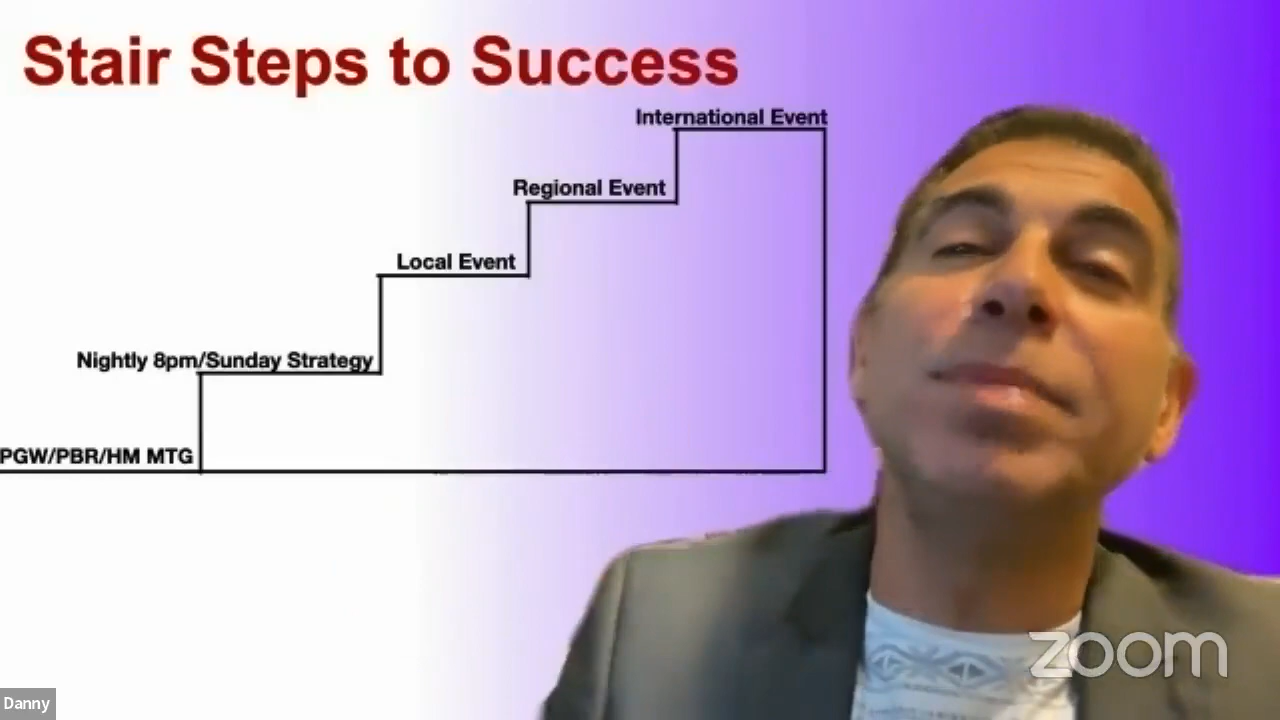 Stair Steps to Success
International Event
Regional Event
Local Event
Nightly 8pm/Sunday Strategy
PGW/PBR/HM MTG
zoom
Danny